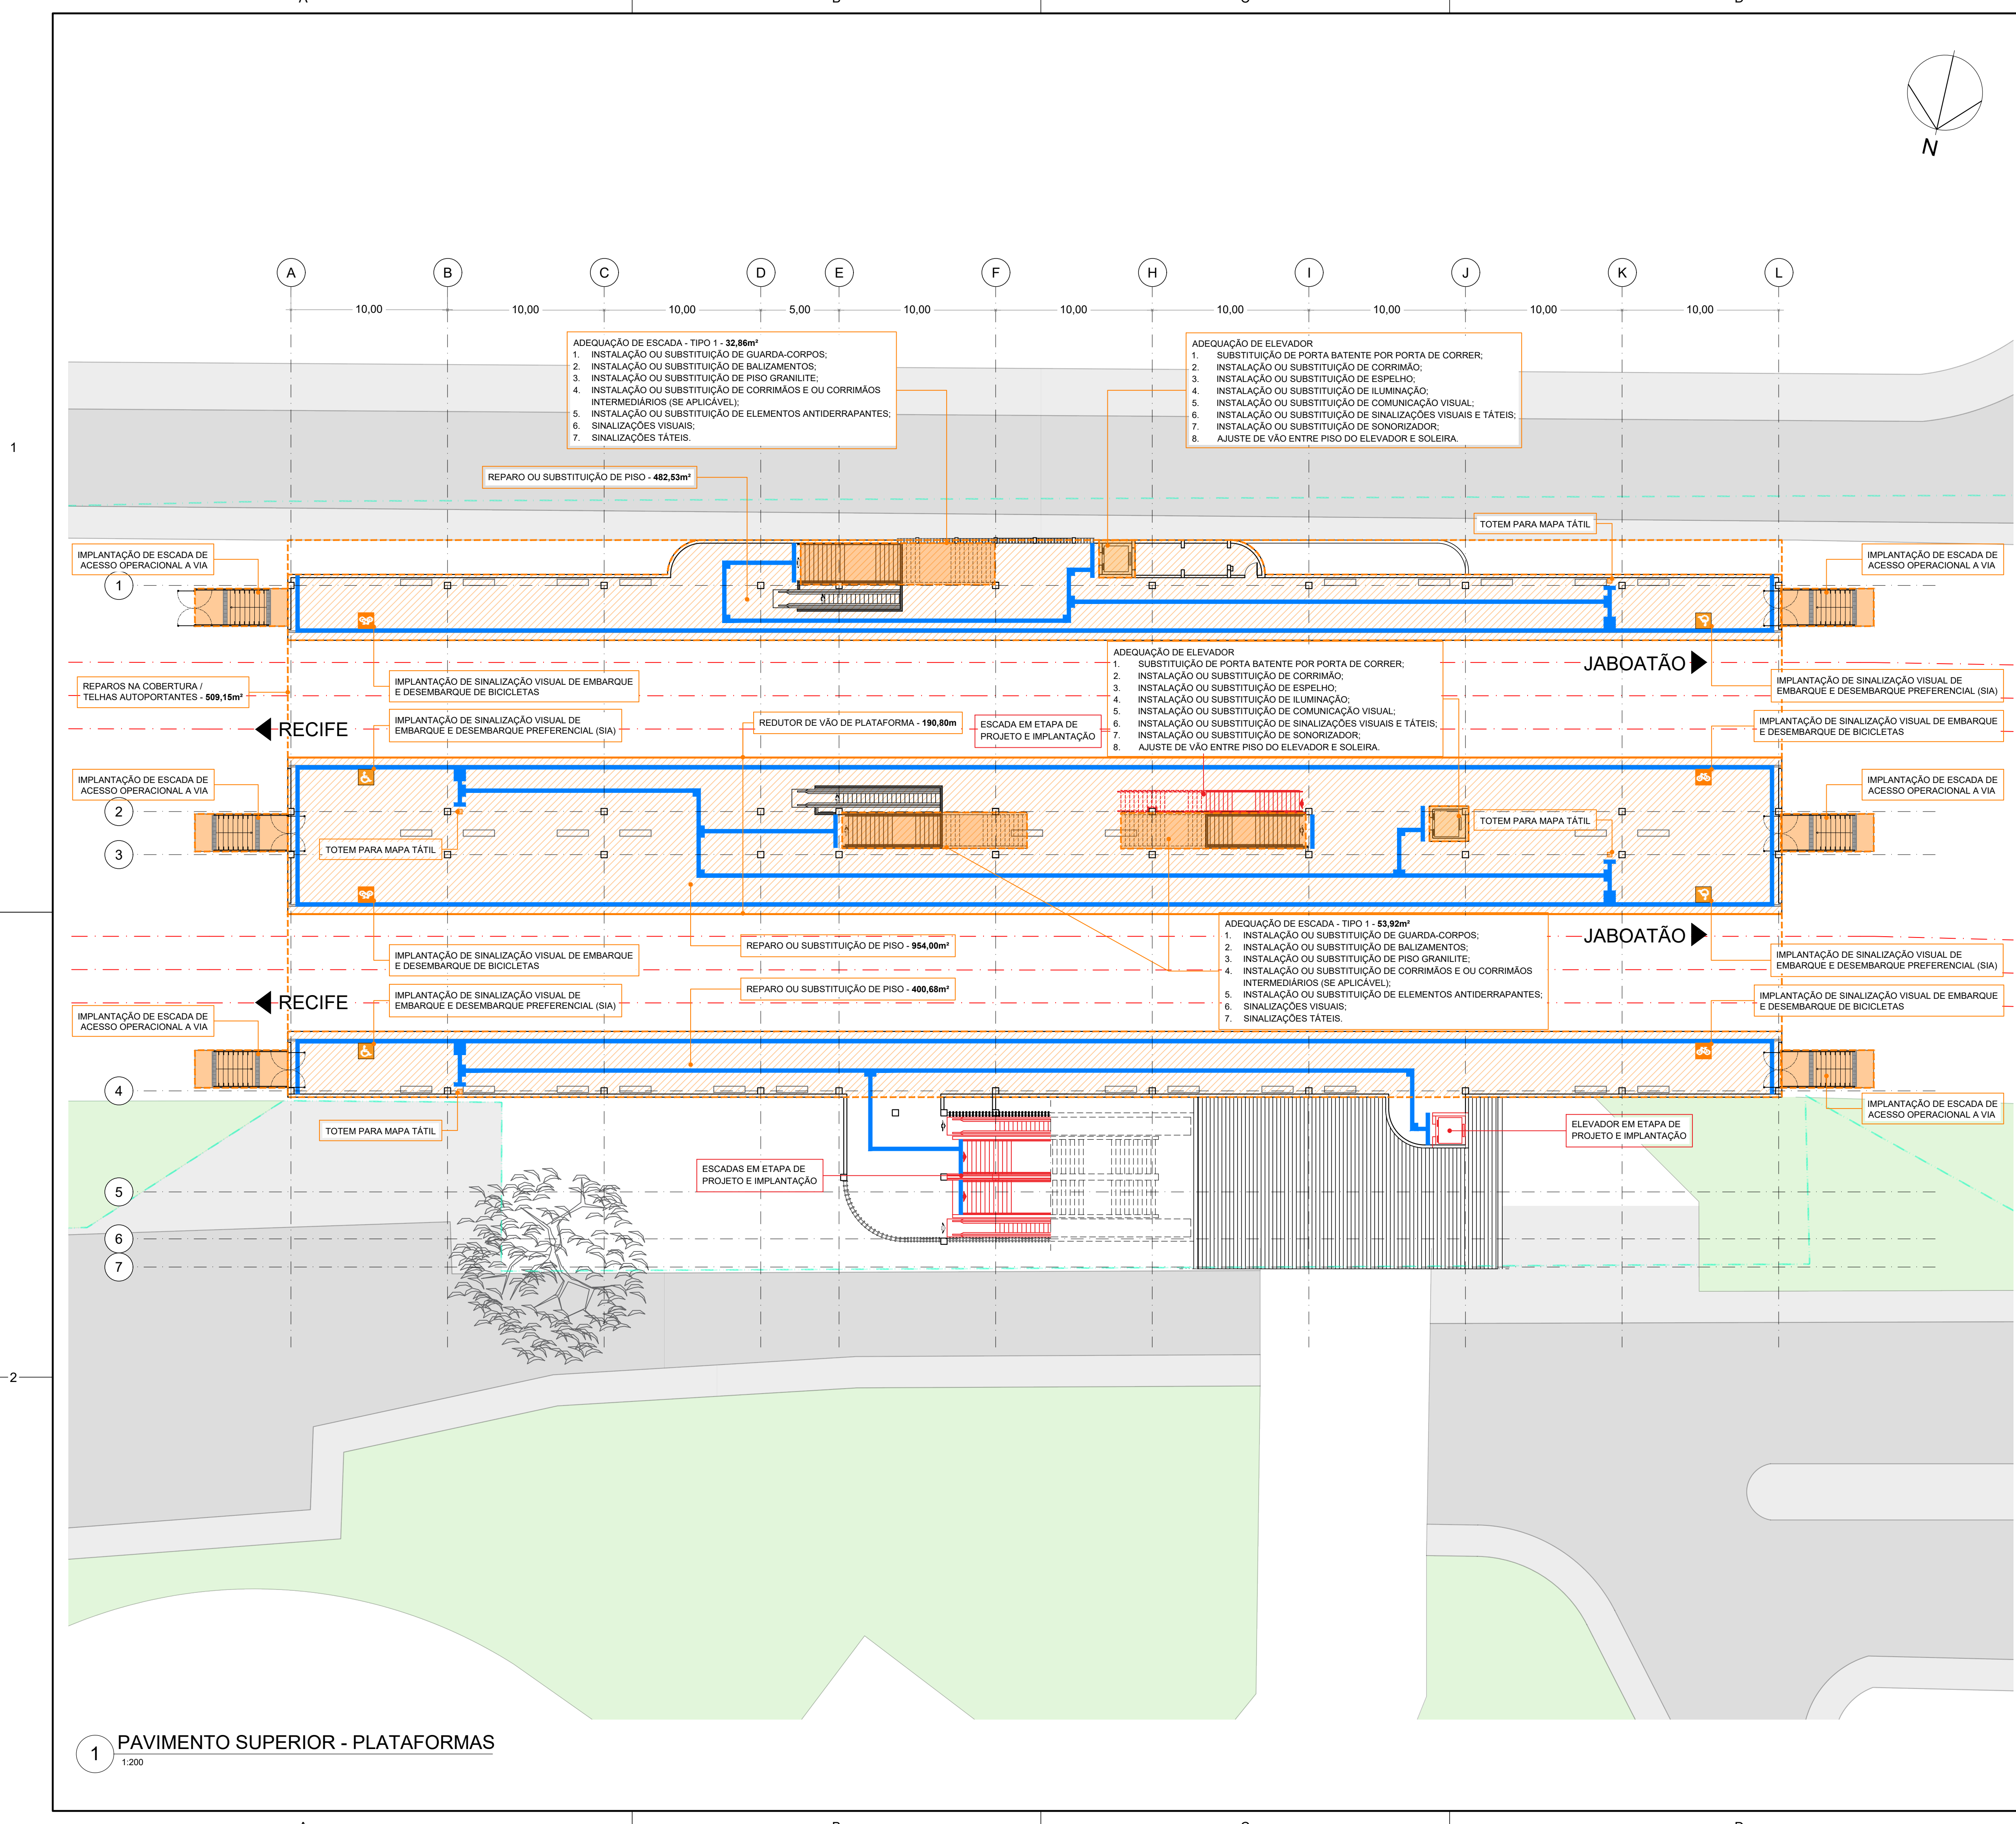 N
A
B
C
D
E
F
H
I
J
K
L
10,00
10,00
10,00
5,00
10,00
10,00
10,00
10,00
10,00
10,00
ADEQUAÇÃO DE ESCADA - TIPO 1 - 32,86m²
1. INSTALAÇÃO OU SUBSTITUIÇÃO DE GUARDA-CORPOS;
2. INSTALAÇÃO OU SUBSTITUIÇÃO DE BALIZAMENTOS;
3. INSTALAÇÃO OU SUBSTITUIÇÃO DE PISO GRANILITE;
4. INSTALAÇÃO OU SUBSTITUIÇÃO DE CORRIMÃOS E OU CORRIMÃOS
INTERMEDIÁRIOS (SE APLICÁVEL);
5. INSTALAÇÃO OU SUBSTITUIÇÃO DE ELEMENTOS ANTIDERRAPANTES;
6. SINALIZAÇÕES VISUAIS;
7. SINALIZAÇÕES TÁTEIS.
ADEQUAÇÃO DE ELEVADOR
1. SUBSTITUIÇÃO DE PORTA BATENTE POR PORTA DE CORRER;
2. INSTALAÇÃO OU SUBSTITUIÇÃO DE CORRIMÃO;
3. INSTALAÇÃO OU SUBSTITUIÇÃO DE ESPELHO;
4. INSTALAÇÃO OU SUBSTITUIÇÃO DE ILUMINAÇÃO;
5. INSTALAÇÃO OU SUBSTITUIÇÃO DE COMUNICAÇÃO VISUAL;
6. INSTALAÇÃO OU SUBSTITUIÇÃO DE SINALIZAÇÕES VISUAIS E TÁTEIS;
7. INSTALAÇÃO OU SUBSTITUIÇÃO DE SONORIZADOR;
8. AJUSTE DE VÃO ENTRE PISO DO ELEVADOR E SOLEIRA.
1
REPARO OU SUBSTITUIÇÃO DE PISO - 482,53m²
TOTEM PARA MAPA TÁTIL
IMPLANTAÇÃO DE ESCADA DE
ACESSO OPERACIONAL A VIA
IMPLANTAÇÃO DE ESCADA DE
ACESSO OPERACIONAL A VIA
1
REPAROS NA COBERTURA /
TELHAS AUTOPORTANTES - 509,15m²
IMPLANTAÇÃO DE SINALIZAÇÃO VISUAL DE EMBARQUE
E DESEMBARQUE DE BICICLETAS
ADEQUAÇÃO DE ELEVADOR
1. SUBSTITUIÇÃO DE PORTA BATENTE POR PORTA DE CORRER;
2. INSTALAÇÃO OU SUBSTITUIÇÃO DE CORRIMÃO;
3. INSTALAÇÃO OU SUBSTITUIÇÃO DE ESPELHO;
4. INSTALAÇÃO OU SUBSTITUIÇÃO DE ILUMINAÇÃO;
5. INSTALAÇÃO OU SUBSTITUIÇÃO DE COMUNICAÇÃO VISUAL;
6. INSTALAÇÃO OU SUBSTITUIÇÃO DE SINALIZAÇÕES VISUAIS E TÁTEIS;
7. INSTALAÇÃO OU SUBSTITUIÇÃO DE SONORIZADOR;
8. AJUSTE DE VÃO ENTRE PISO DO ELEVADOR E SOLEIRA.
JABOATÃO
IMPLANTAÇÃO DE SINALIZAÇÃO VISUAL DE
EMBARQUE E DESEMBARQUE PREFERENCIAL (SIA)
RECIFE
IMPLANTAÇÃO DE SINALIZAÇÃO VISUAL DE
EMBARQUE E DESEMBARQUE PREFERENCIAL (SIA)
REDUTOR DE VÃO DE PLATAFORMA - 190,80m
ESCADA EM ETAPA DE
PROJETO E IMPLANTAÇÃO
IMPLANTAÇÃO DE SINALIZAÇÃO VISUAL DE EMBARQUE
E DESEMBARQUE DE BICICLETAS
IMPLANTAÇÃO DE ESCADA DE
ACESSO OPERACIONAL A VIA
IMPLANTAÇÃO DE ESCADA DE
ACESSO OPERACIONAL A VIA
2
3
TOTEM PARA MAPA TÁTIL
TOTEM PARA MAPA TÁTIL
REPARO OU SUBSTITUIÇÃO DE PISO - 954,00m²
ADEQUAÇÃO DE ESCADA - TIPO 1 - 53,92m²
1. INSTALAÇÃO OU SUBSTITUIÇÃO DE GUARDA-CORPOS;
2. INSTALAÇÃO OU SUBSTITUIÇÃO DE BALIZAMENTOS;
3. INSTALAÇÃO OU SUBSTITUIÇÃO DE PISO GRANILITE;
4. INSTALAÇÃO OU SUBSTITUIÇÃO DE CORRIMÃOS E OU CORRIMÃOS
INTERMEDIÁRIOS (SE APLICÁVEL);
5. INSTALAÇÃO OU SUBSTITUIÇÃO DE ELEMENTOS ANTIDERRAPANTES;
6. SINALIZAÇÕES VISUAIS;
7. SINALIZAÇÕES TÁTEIS.
JABOATÃO
IMPLANTAÇÃO DE SINALIZAÇÃO VISUAL DE EMBARQUE
E DESEMBARQUE DE BICICLETAS
IMPLANTAÇÃO DE SINALIZAÇÃO VISUAL DE
EMBARQUE E DESEMBARQUE PREFERENCIAL (SIA)
RECIFE
IMPLANTAÇÃO DE SINALIZAÇÃO VISUAL DE
EMBARQUE E DESEMBARQUE PREFERENCIAL (SIA)
REPARO OU SUBSTITUIÇÃO DE PISO - 400,68m²
IMPLANTAÇÃO DE SINALIZAÇÃO VISUAL DE EMBARQUE
E DESEMBARQUE DE BICICLETAS
IMPLANTAÇÃO DE ESCADA DE
ACESSO OPERACIONAL A VIA
4
IMPLANTAÇÃO DE ESCADA DE
ACESSO OPERACIONAL A VIA
TOTEM PARA MAPA TÁTIL
ELEVADOR EM ETAPA DE
PROJETO E IMPLANTAÇÃO
ESCADAS EM ETAPA DE
PROJETO E IMPLANTAÇÃO
5
6
7
2
1
PAVIMENTO SUPERIOR - PLATAFORMAS
1:200